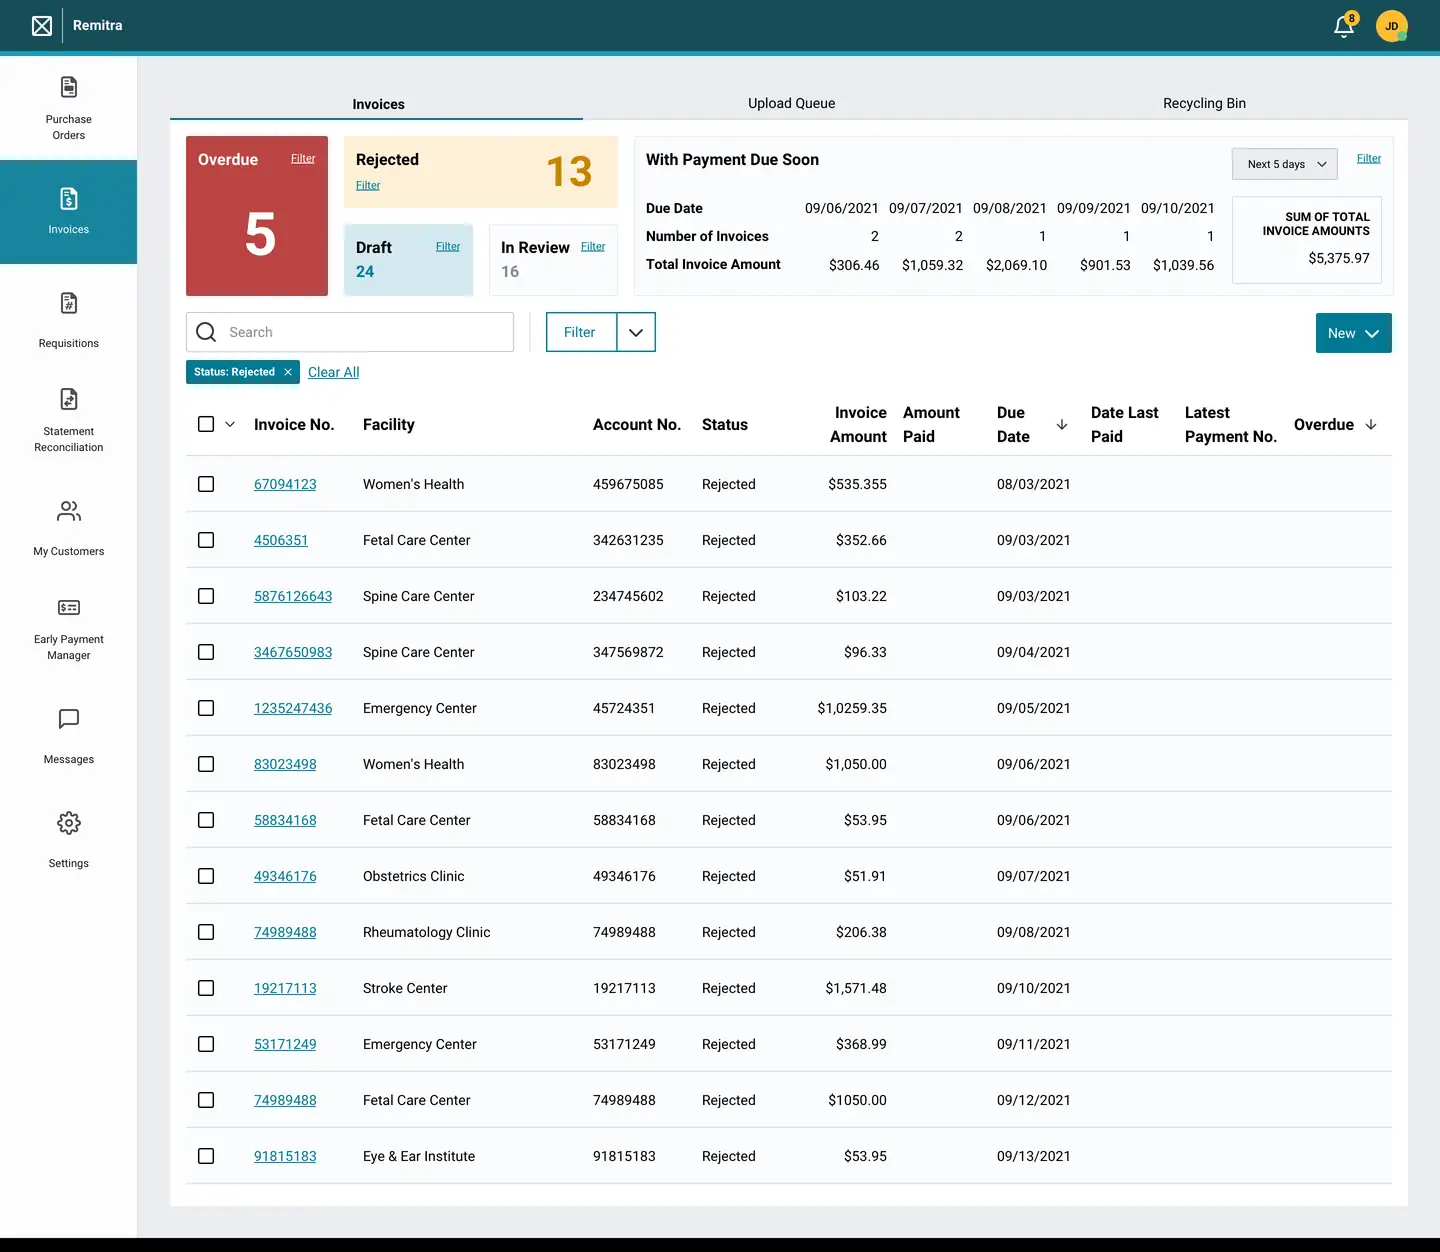 Remitra
8
JD
Purchase
Orders
Invoices
Requisitions
Statement
Reconciliation
My Customers
Early Payment
Manager
Messages
Settings
Invoices Upload Queue Recycling Bin
Overdue Filter
5
Rejected
Filter
13
Draft Filter
24
In Review Filter
16
With Payment Due Soon
Next 5 days
Filter
Due Date 09/06/2021 09/07/2021 09/08/2021 09/09/2021 09/10/2021
Number of Invoices 2 2 1 1 1
Total Invoice Amount $306.46 $1,059.32 $2,069.10 $901.53 $1,039.56
SUM OF TOTAL
INVOICE AMOUNTS
$5,375.97
Search
Filter
New
Status: Rejected ×
Clear All
Invoice No. Facility Account No. Status Invoice Amount Amount Paid Due Date Date Last Paid Latest Payment No. Overdue
67094123 Women's Health 459675085 Rejected $535.355 08/03/2021
4506351 Fetal Care Center 342631235 Rejected $352.66 09/03/2021
5876126643 Spine Care Center 234745602 Rejected $103.22 09/03/2021
3467650983 Spine Care Center 347569872 Rejected $96.33 09/04/2021
1235247436 Emergency Center 45724351 Rejected $1,0259.35 09/05/2021
83023498 Women's Health 83023498 Rejected $1,050.00 09/06/2021
58834168 Fetal Care Center 58834168 Rejected $53.95 09/06/2021
49346176 Obstetrics Clinic 49346176 Rejected $51.91 09/07/2021
74989488 Rheumatology Clinic 74989488 Rejected $206.38 09/08/2021
19217113 Stroke Center 19217113 Rejected $1,571.48 09/10/2021
53171249 Emergency Center 53171249 Rejected $368.99 09/11/2021
74989488 Fetal Care Center 74989488 Rejected $1050.00 09/12/2021
91815183 Eye & Ear Institute 91815183 Rejected $53.95 09/13/2021